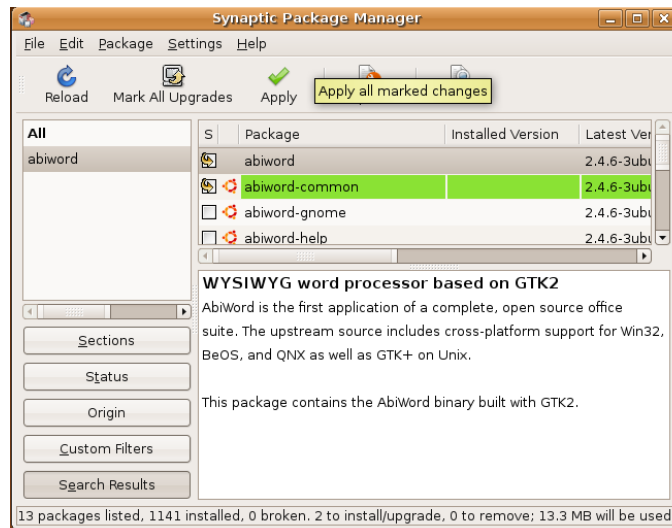 Synaptic Package Manager
File Edit Package Settings Help
Reload Mark All Upgrades Apply
Apply all marked changes
All
abiword
S Package Installed Version Latest Ver
abiword 2.4.6-3ubu
abiword-common 2.4.6-3ubu
abiword-gnome 2.4.6-3ubu
abiword-help 2.4.6-3ubu
WYSIWYG word processor based on GTK2
AbiWord is the first application of a complete, open source office
suite. The upstream source includes cross-platform support for Win32,
BeOS, and QNX as well as GTK+ on Unix.
This package contains the AbiWord binary built with GTK2.
Sections
Status
Origin
Custom Filters
Search Results
13 packages listed, 1141 installed, 0 broken. 2 to install/upgrade, 0 to remove; 13.3 MB will be used